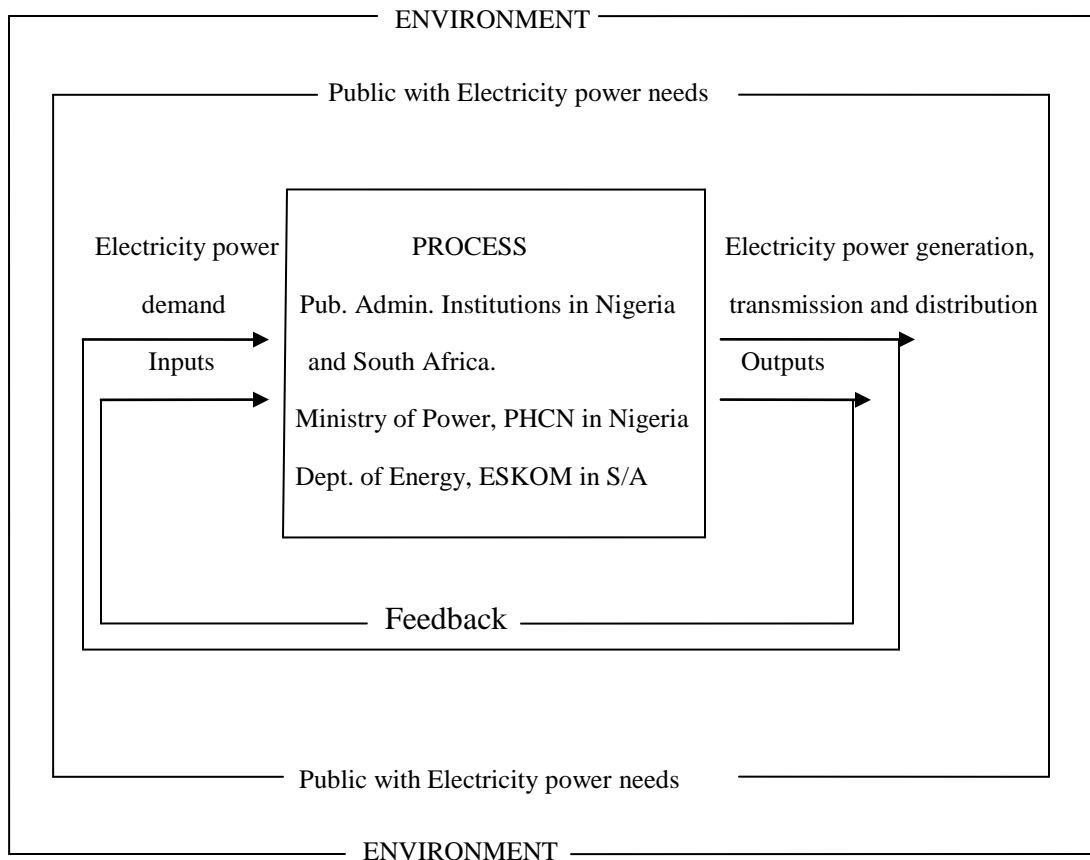 ENVIRONMENT
Public with Electricity power needs
Electricity power
demand
Inputs
PROCESS
Pub. Admin. Institutions in Nigeria
and South Africa.
Ministry of Power, PHCN in Nigeria
Dept. of Energy, ESKOM in S/A
Electricity power generation,
transmission and distribution
Outputs
Feedback
Public with Electricity power needs
ENVIRONMENT